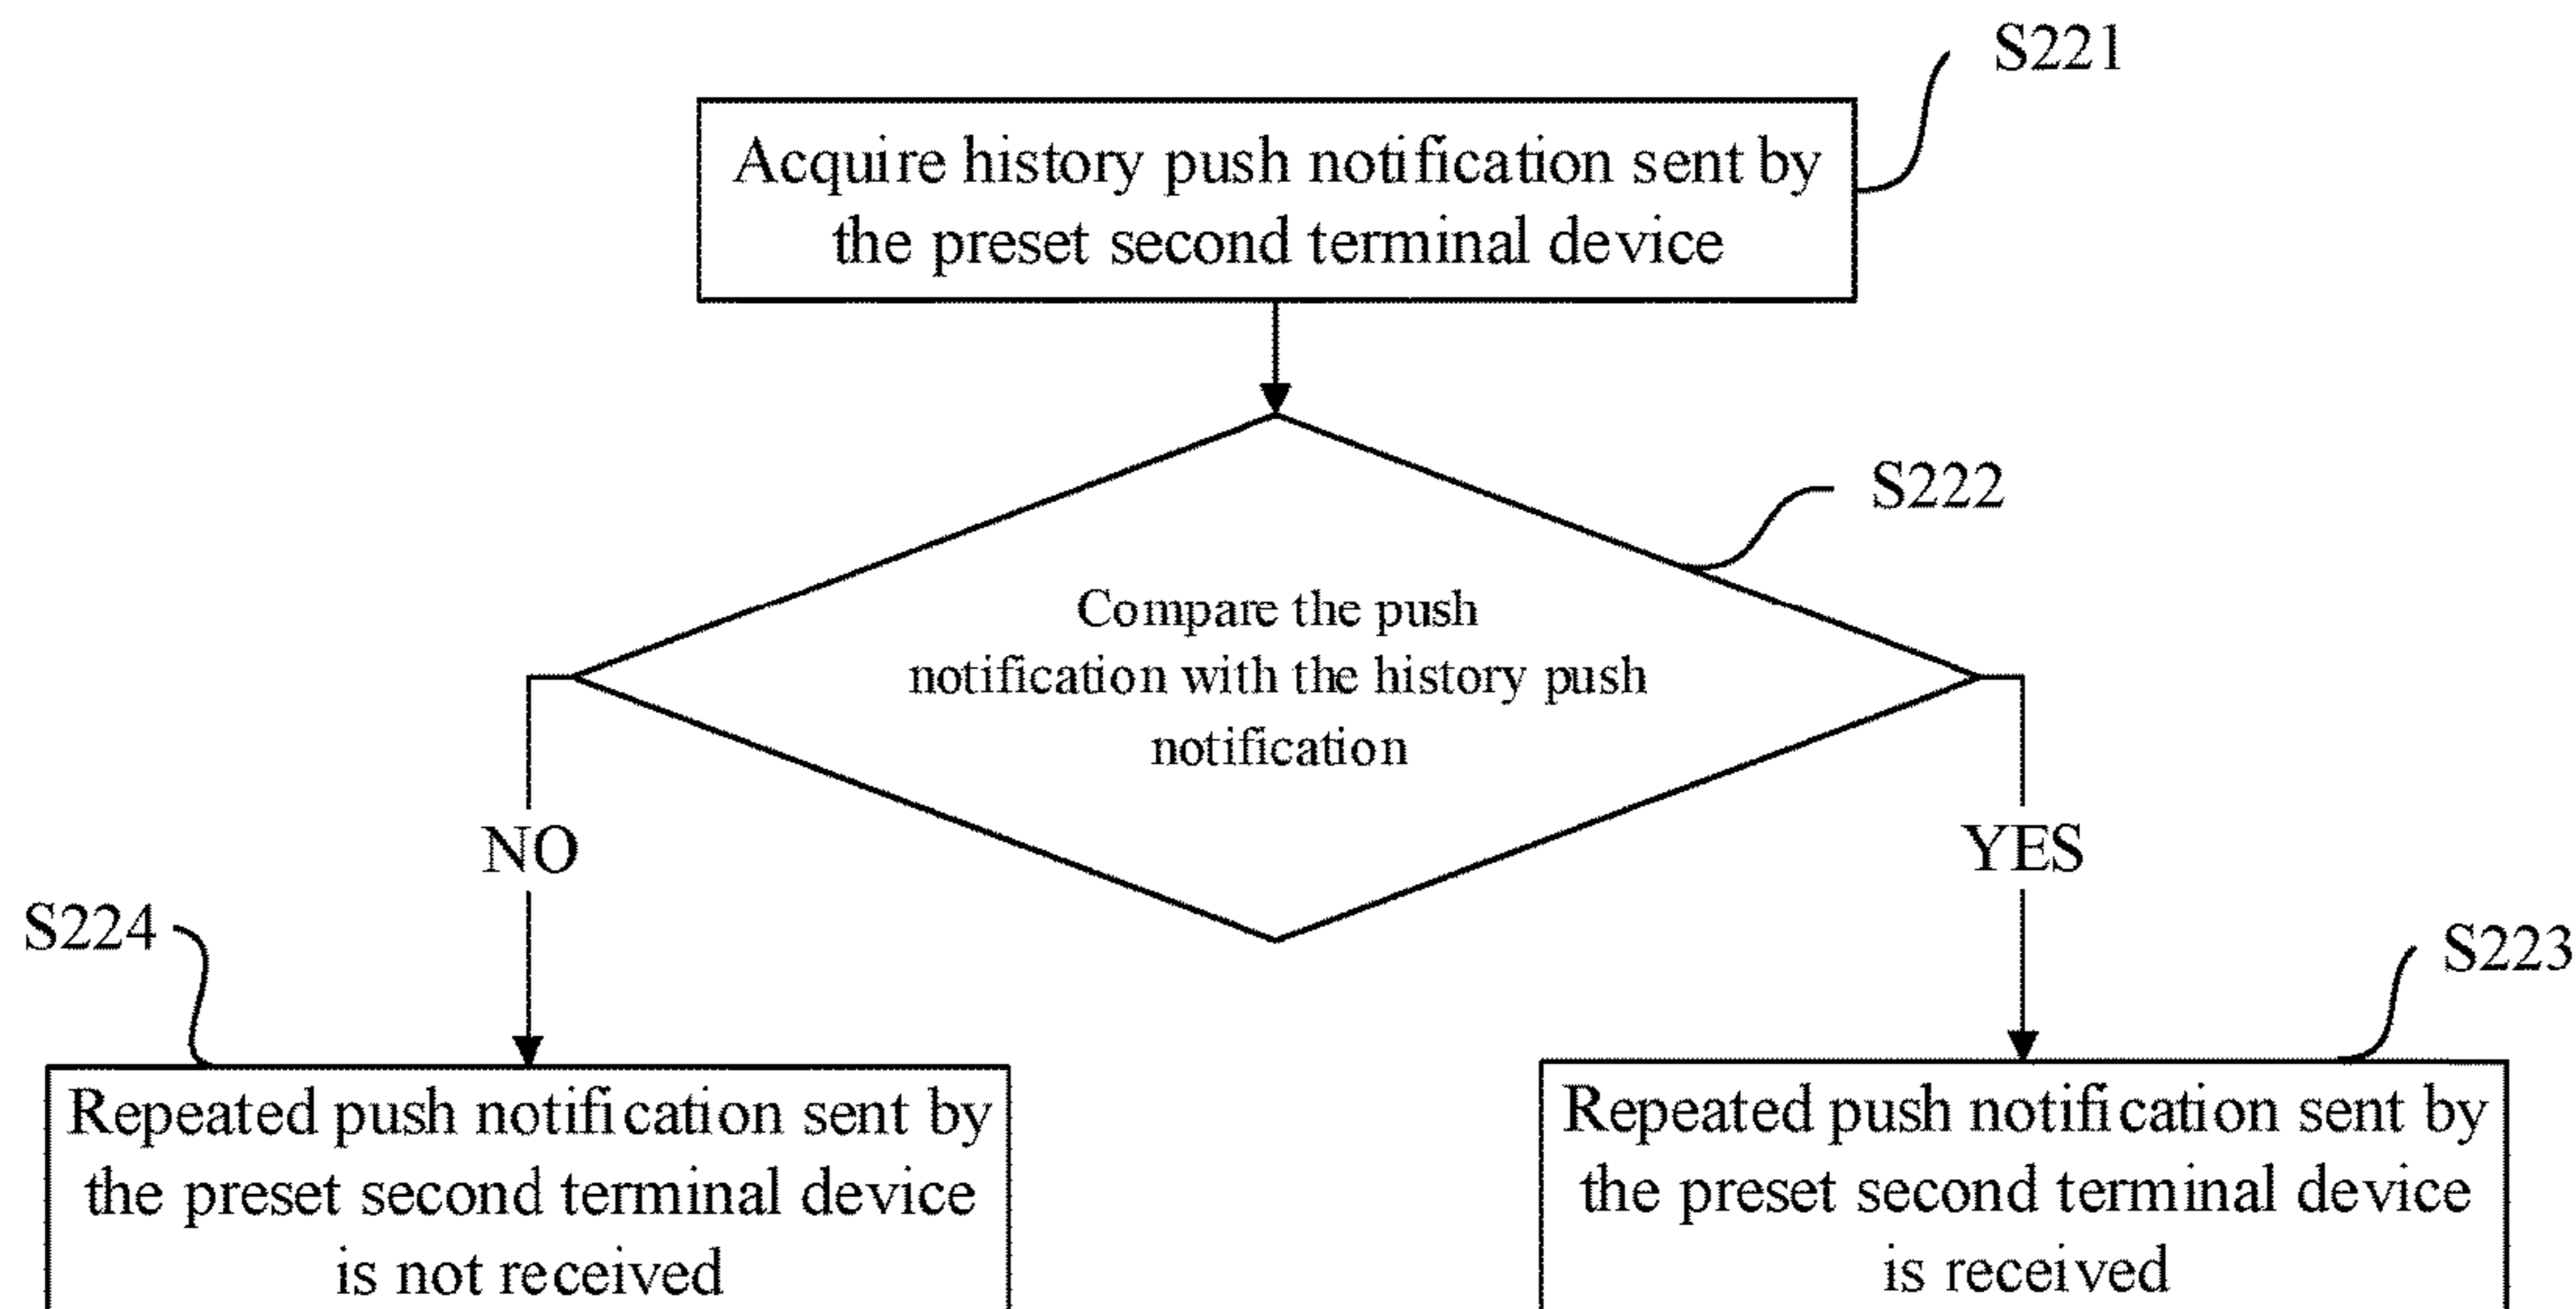 S221
Acquire history push notification sent by
the preset second terminal device
S222
Compare the push
notification with the history push
notification
NO
YES
S224
S223
Repeated push notification sent by
the preset second terminal device
is not received
Repeated push notification sent by
the preset second terminal device
is received